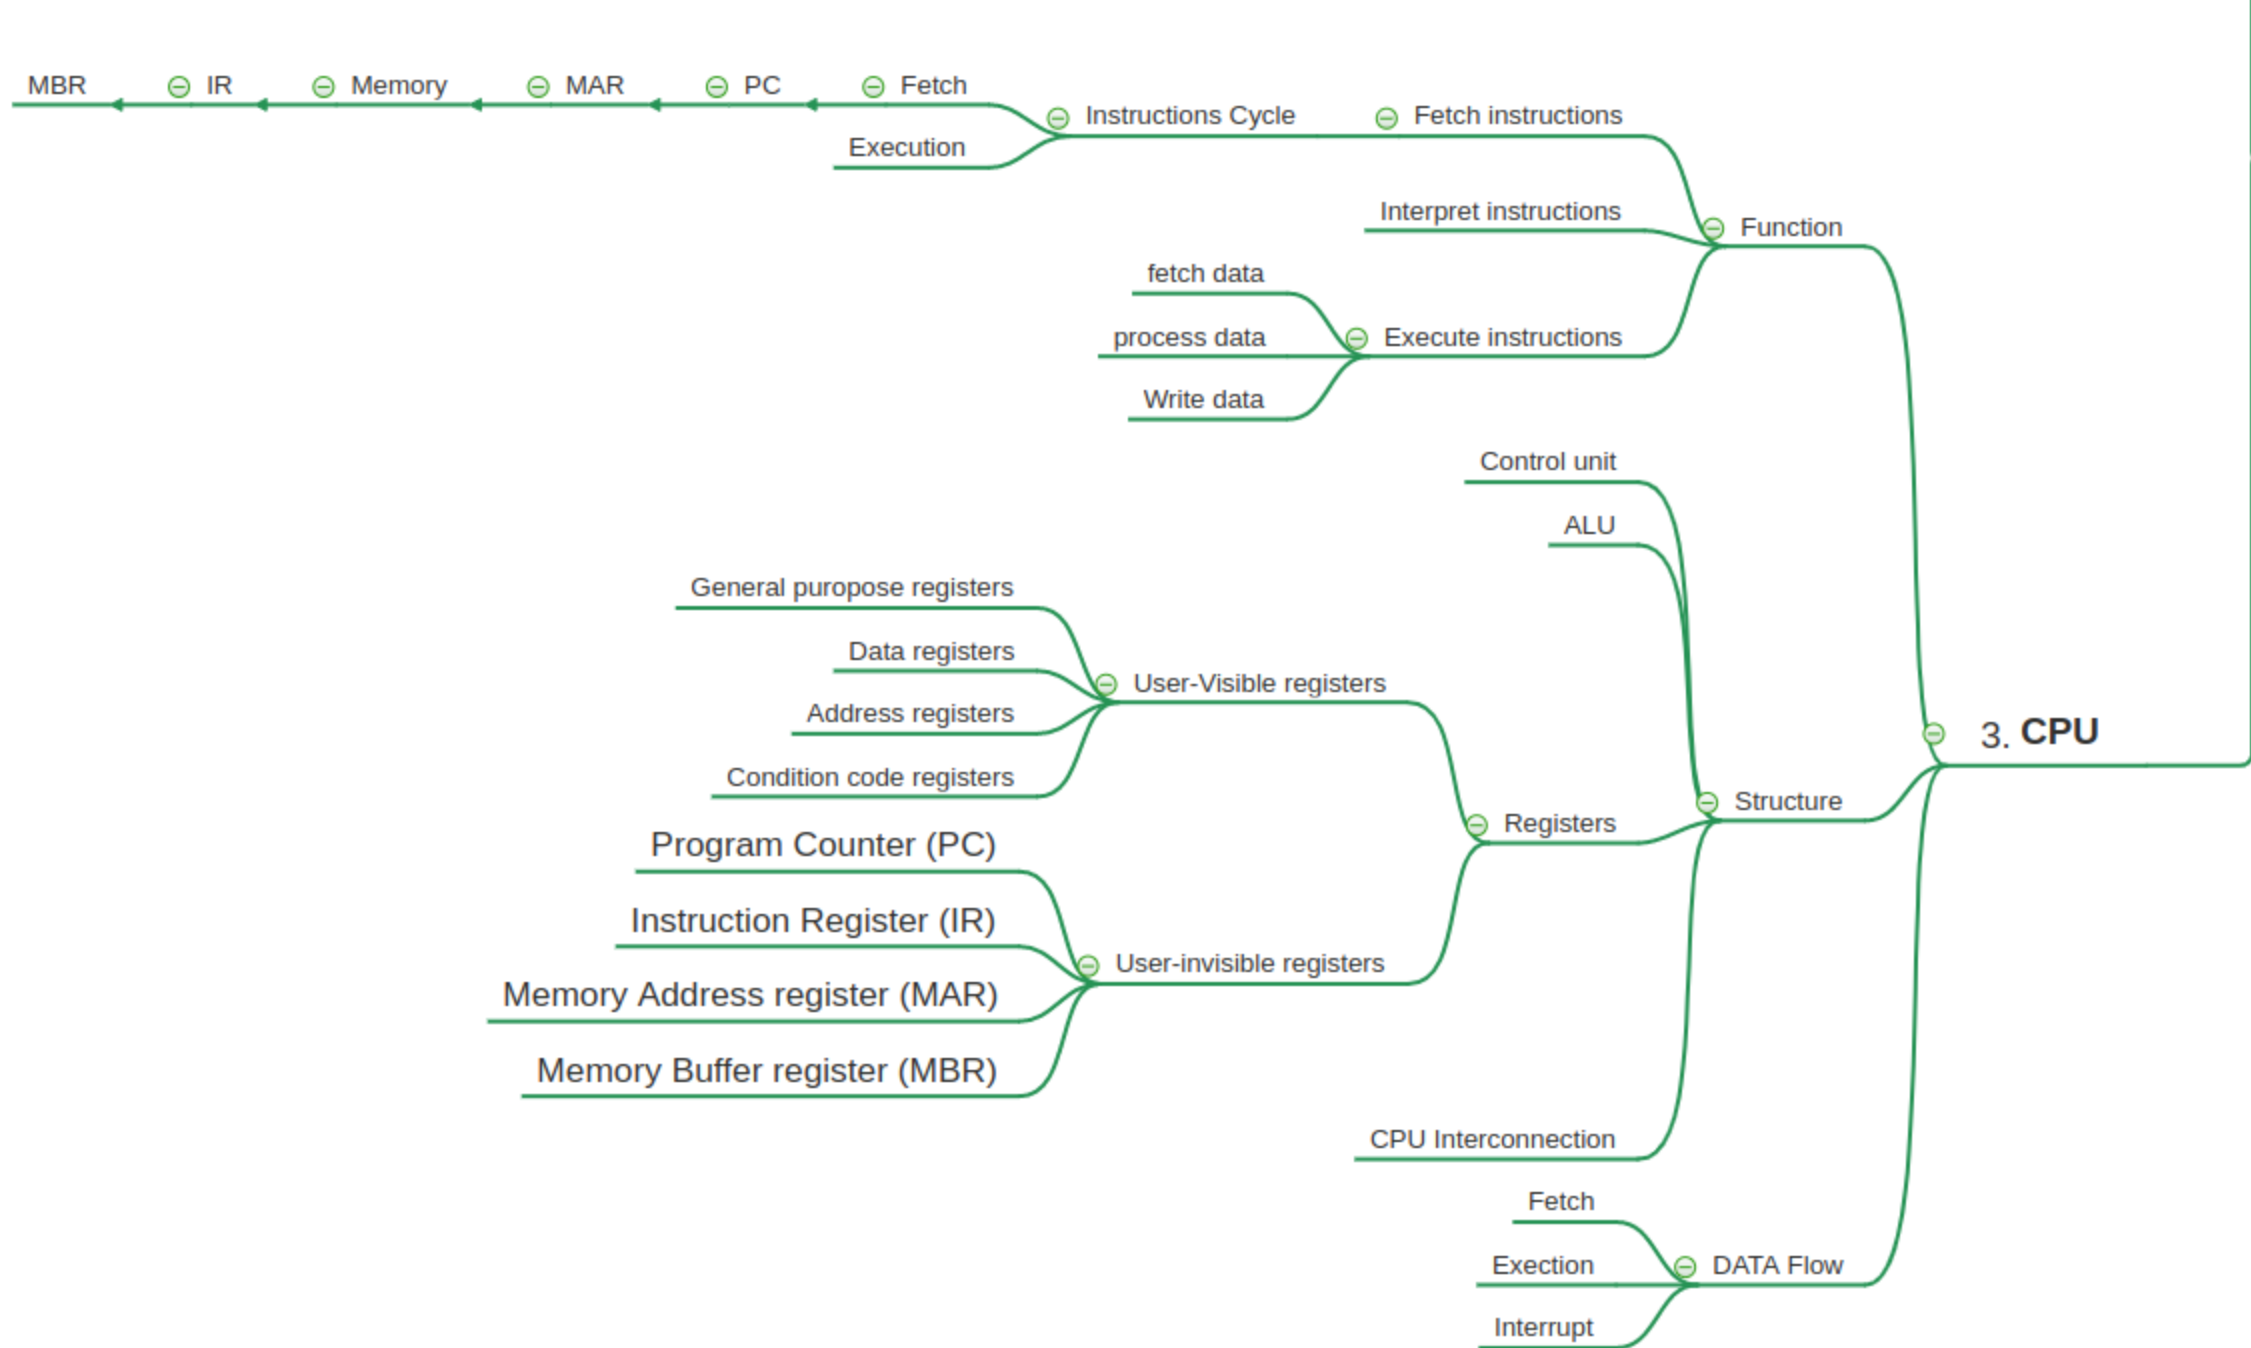 MBR
IR
Memory
MAR
PC
Fetch
Instructions Cycle
Fetch instructions
Execution
Interpret instructions
Function
fetch data
process data
Execute instructions
Write data
Control unit
ALU
General puropose registers
Data registers
User-Visible registers
Address registers
Condition code registers
3. CPU
Structure
Registers
Program Counter (PC)
Instruction Register (IR)
User-invisible registers
Memory Address register (MAR)
Memory Buffer register (MBR)
CPU Interconnection
Fetch
Exection
DATA Flow
Interrupt